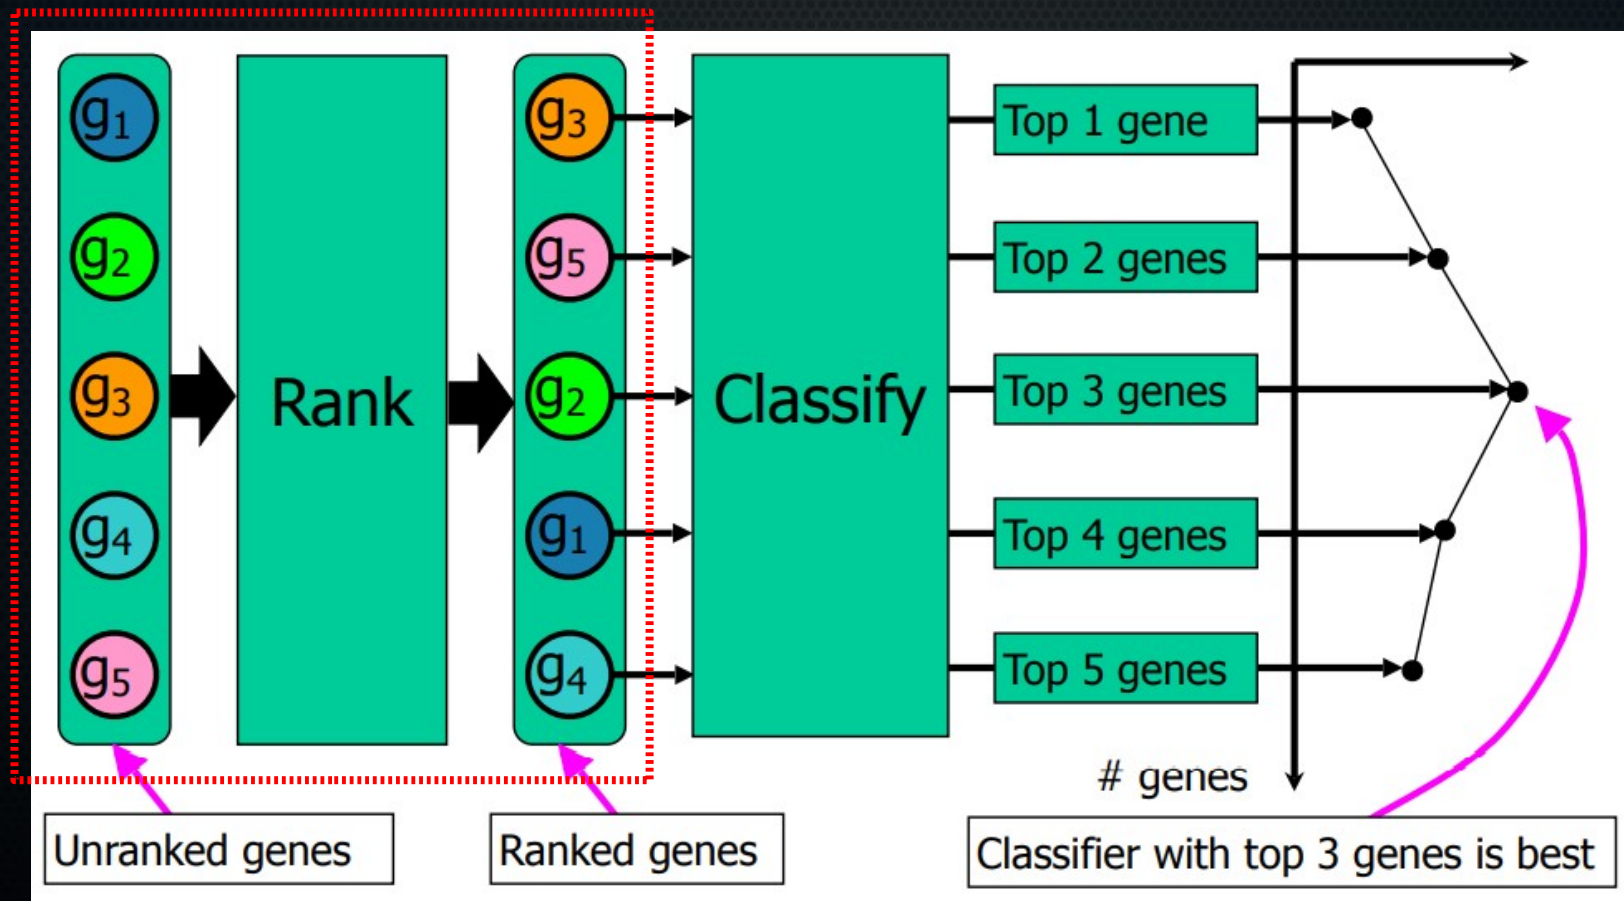 g1
g2
g3
g4
g5
Rank
g3
g5
g2
g1
g4
Classify
Top 1 gene
Top 2 genes
Top 3 genes
Top 4 genes
Top 5 genes
# genes
Unranked genes
Ranked genes
Classifier with top 3 genes is best